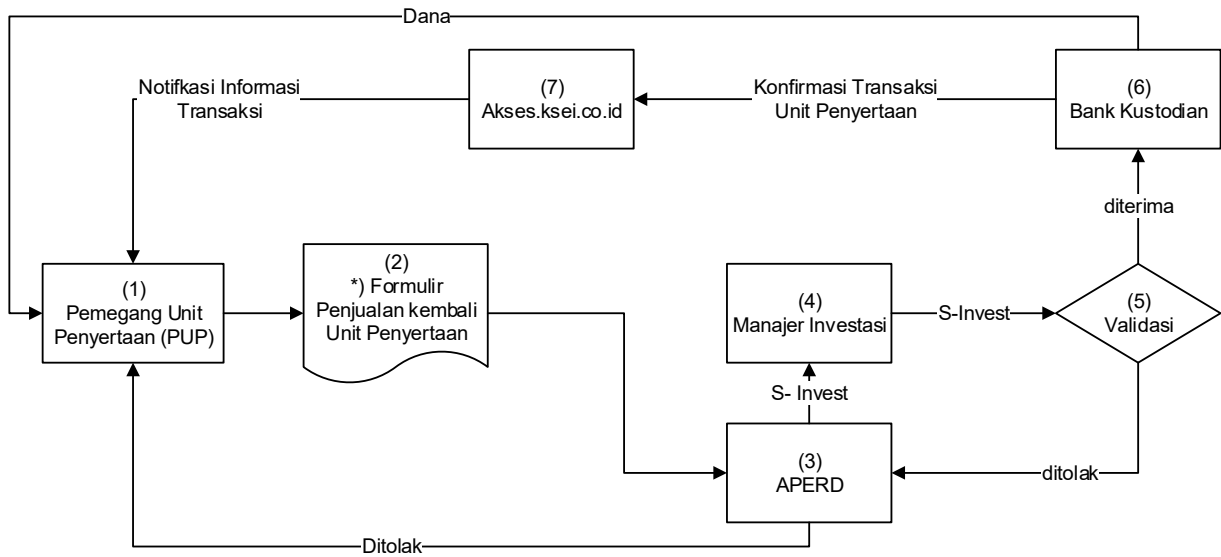 Dana
Notifkasi Informasi
Transaksi
(7)
Akses.ksei.co.id
Konfirmasi Transaksi
Unit Penyertaan
(6)
Bank Kustodian
diterima
(1)
Pemegang Unit
Penyertaan (PUP)
(2)
*) Formulir
Penjualan kembali
Unit Penyertaan
(4)
Manajer Investasi
S-Invest
(5)
Validasi
S- Invest
(3)
APERD
ditolak
Ditolak